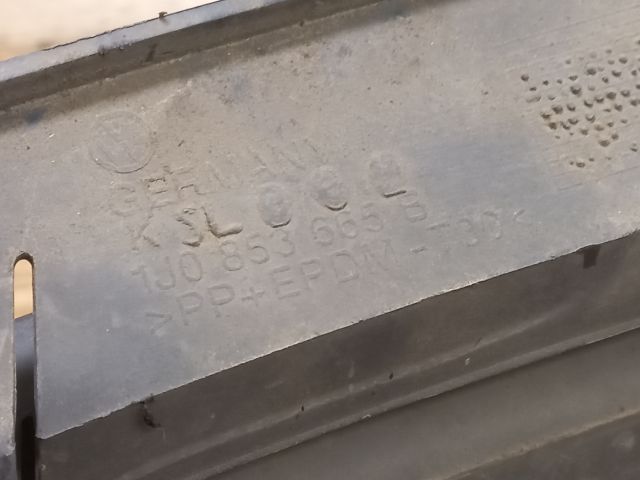 GERMANY
KSL
1J0 853 665 B
>PP+EPDM-T30<